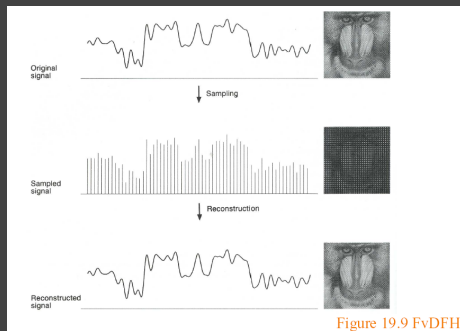 Original
signal
Sampling
Sampled
signal
Reconstruction
Reconstructed
signal
Figure 19.9 FvDFH